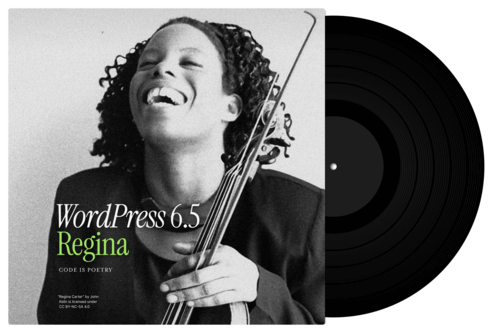 WordPress 6.5
Regina
CODE IS POETRY
"Regina Carter" by John
Keith is licensed under
CC BY-NC-SA 4.0